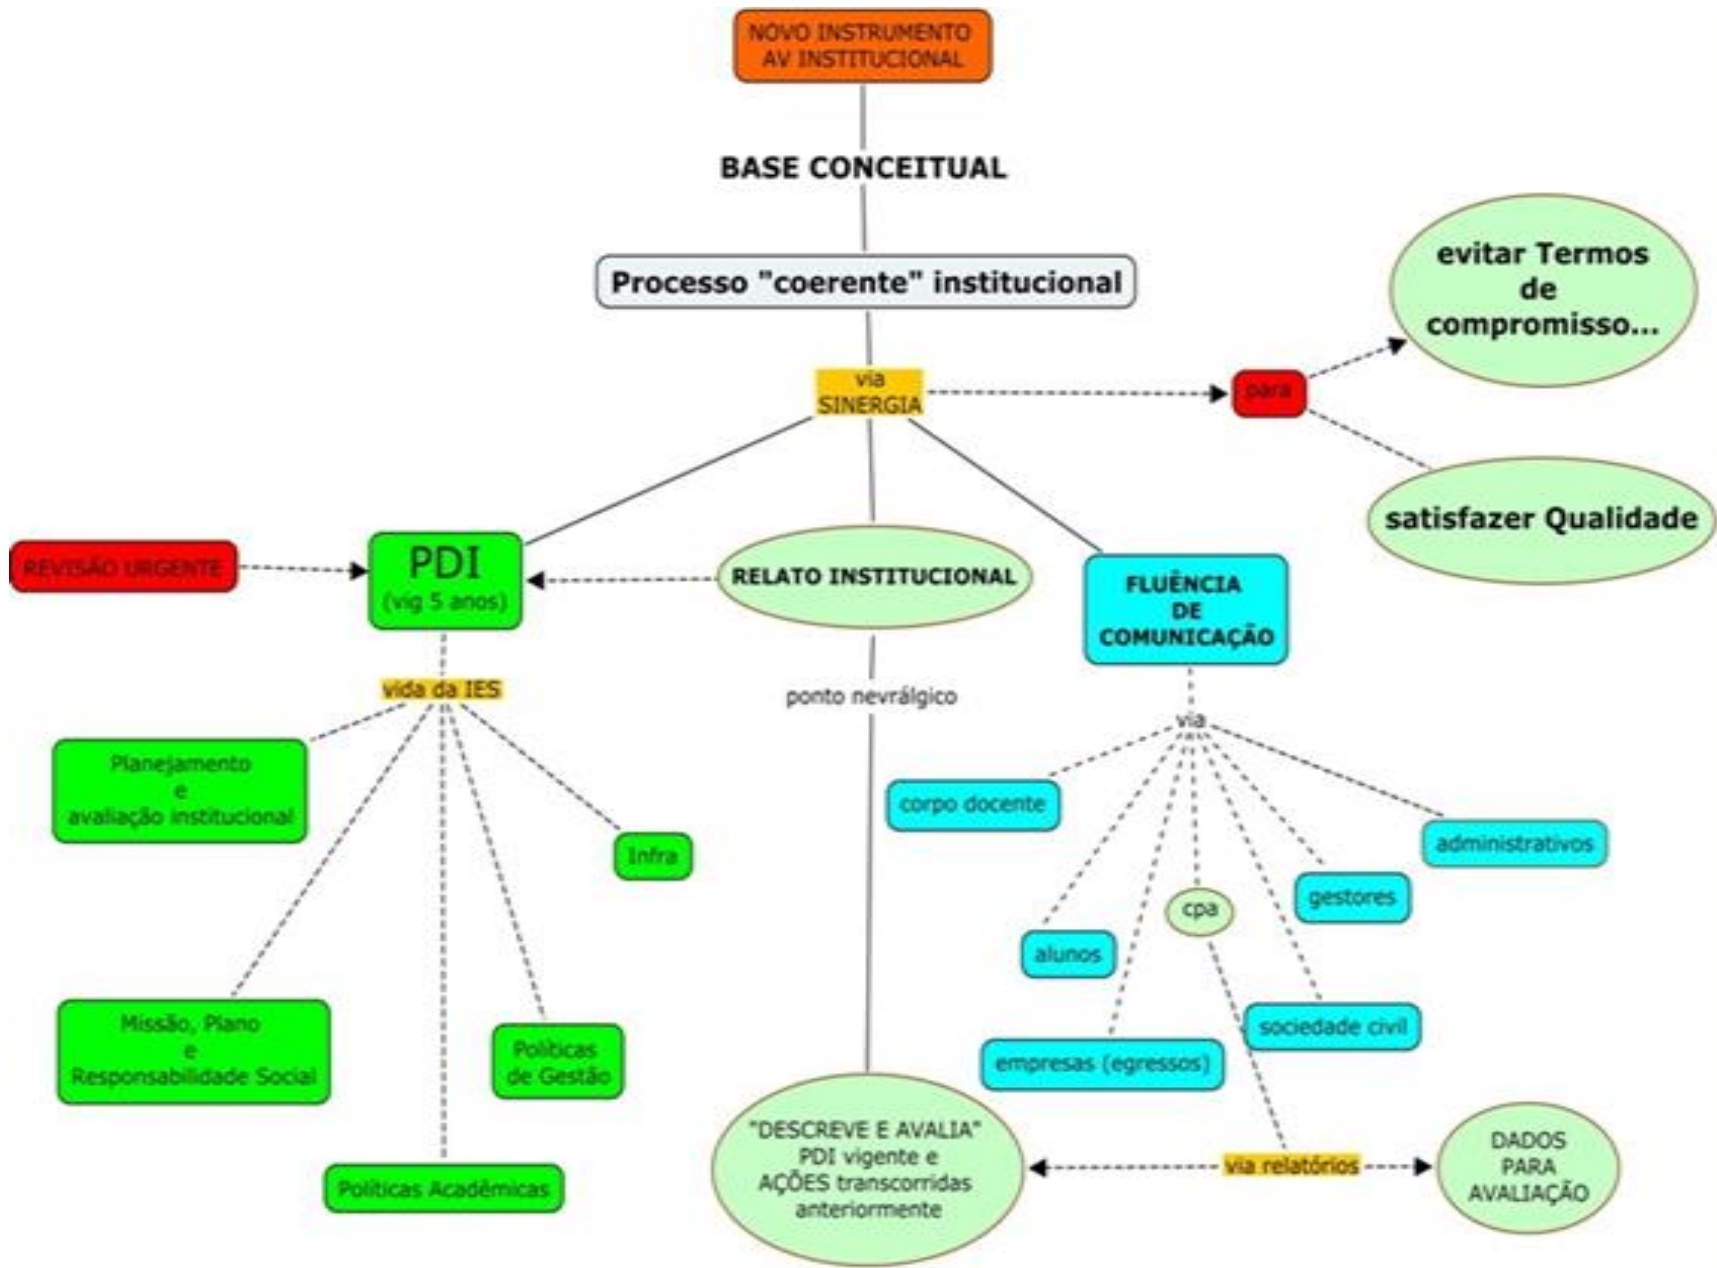 NOVO INSTRUMENTO
AV INSTITUCIONAL
BASE CONCEITUAL
Processo "coerente" institucional
evitar Termos
de
compromisso...
via
SINERGIA
para
satisfazer Qualidade
REVISÃO URGENTE
PDI
(vig 5 anos)
RELATO INSTITUCIONAL
FLUÊNCIA
DE
COMUNICAÇÃO
vida da IES
ponto nevrálgico
via
Planejamento
e
avaliação institucional
Infra
corpo docente
administrativos
gestores
cpa
alunos
Missão, Plano
e
Responsabilidade Social
Políticas
de Gestão
sociedade civil
empresas (egressos)
Políticas Acadêmicas
"DESCREVE E AVALIA"
PDI vigente e
AÇÕES transcorridas
anteriormente
via relatórios
DADOS
PARA
AVALIAÇÃO